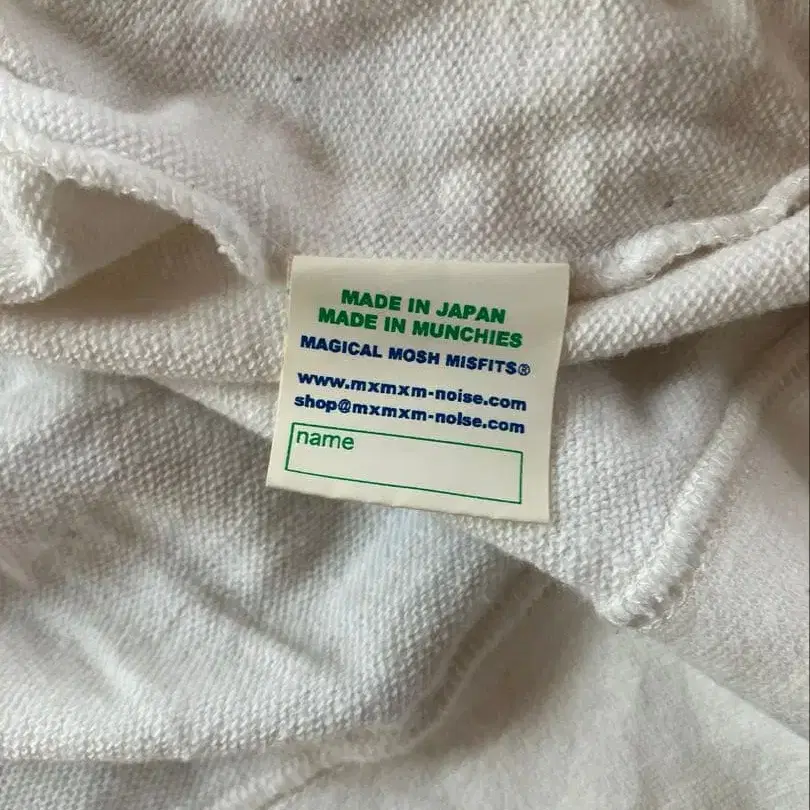 MADE IN JAPAN
MADE IN MUNCHIES
MAGICAL MOSH MISFITS®
www.mxmxm-noise.com
shop@mxmxm-noise.com
name